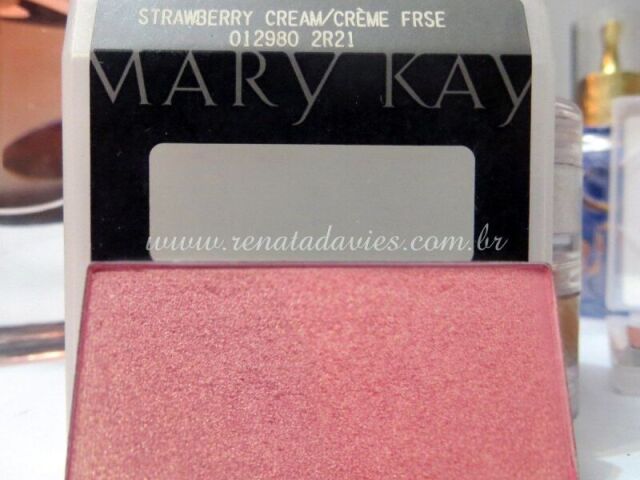 STRAWBERRY CREAM/CRÈME FRSE
012980 2R21
MARY KAY
www.renatadavies.com.br